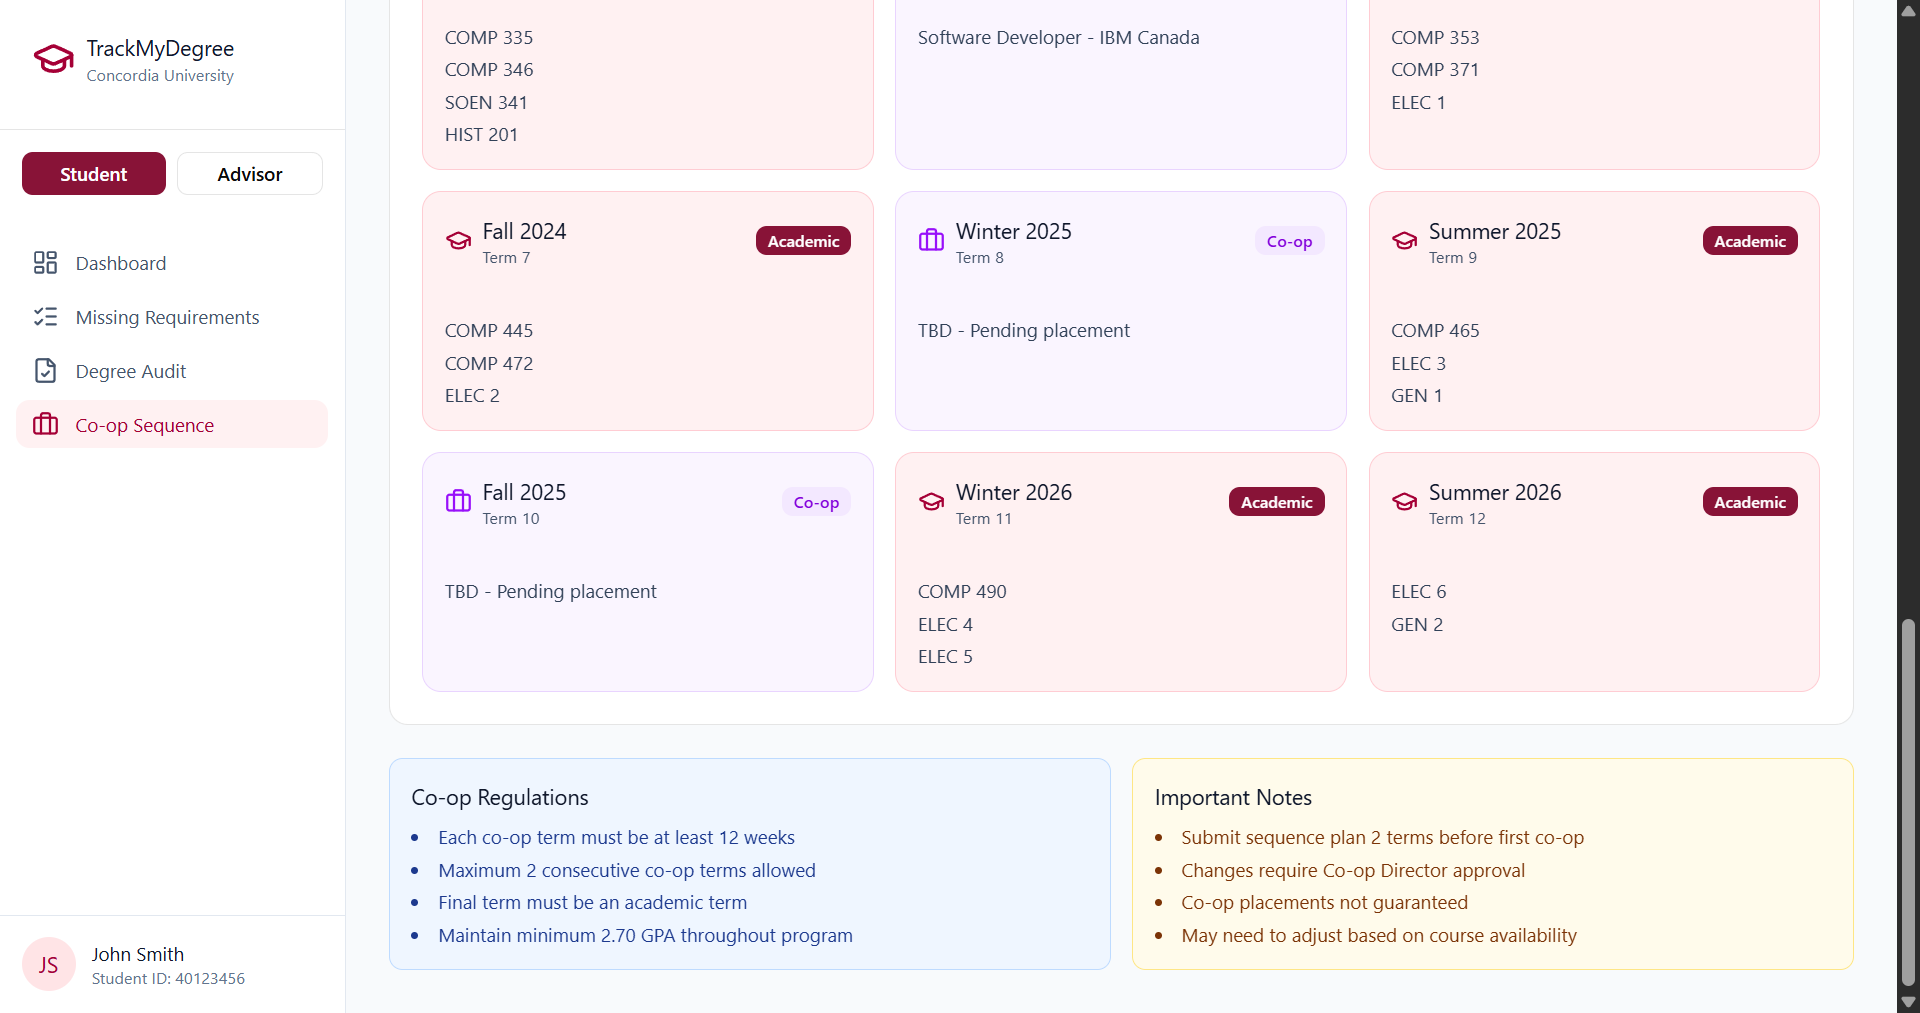 TrackMyDegree
Concordia University
Student
Advisor
Dashboard
Missing Requirements
Degree Audit
Co-op Sequence
JS
John Smith
Student ID: 40123456
COMP 335
COMP 346
SOEN 341
HIST 201
Software Developer - IBM Canada
COMP 353
COMP 371
ELEC 1
Fall 2024
Term 7
Academic
COMP 445
COMP 472
ELEC 2
Winter 2025
Term 8
Co-op
TBD - Pending placement
Summer 2025
Term 9
Academic
COMP 465
ELEC 3
GEN 1
Fall 2025
Term 10
Co-op
TBD - Pending placement
Winter 2026
Term 11
Academic
COMP 490
ELEC 4
ELEC 5
Summer 2026
Term 12
Academic
ELEC 6
GEN 2
Co-op Regulations
• Each co-op term must be at least 12 weeks
• Maximum 2 consecutive co-op terms allowed
• Final term must be an academic term
• Maintain minimum 2.70 GPA throughout program
Important Notes
• Submit sequence plan 2 terms before first co-op
• Changes require Co-op Director approval
• Co-op placements not guaranteed
• May need to adjust based on course availability